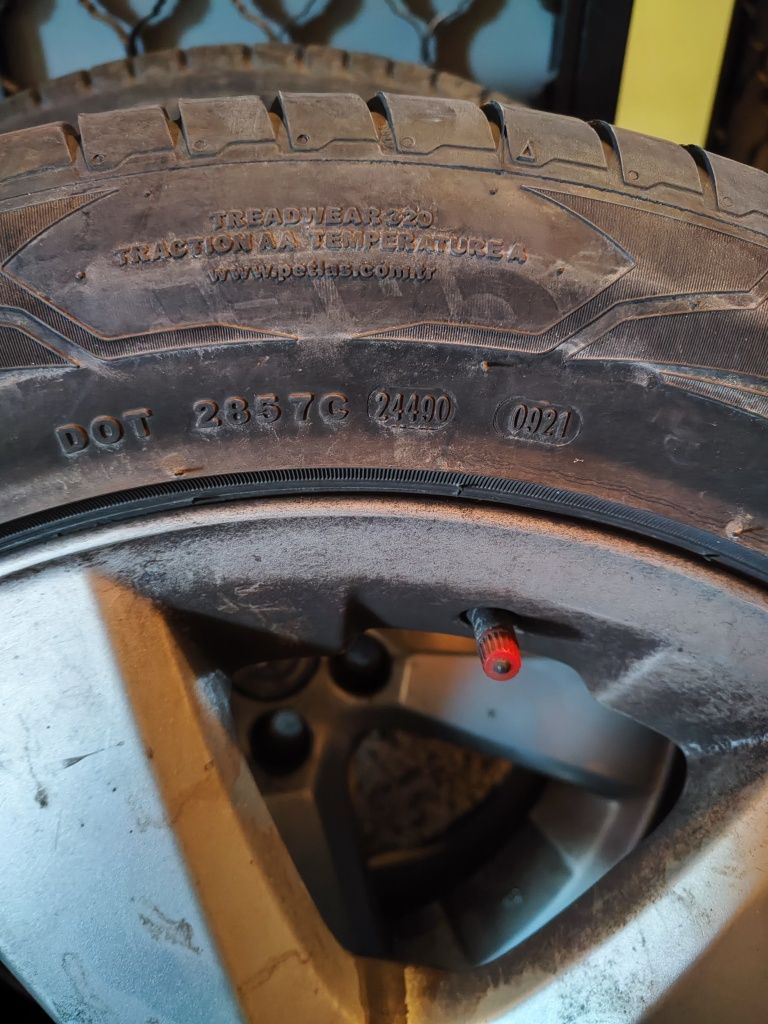 TREADWEAR 320
TRACTION AA TEMPERATURE A
www.petlas.com.tr
DOT 2857C 24490 0921